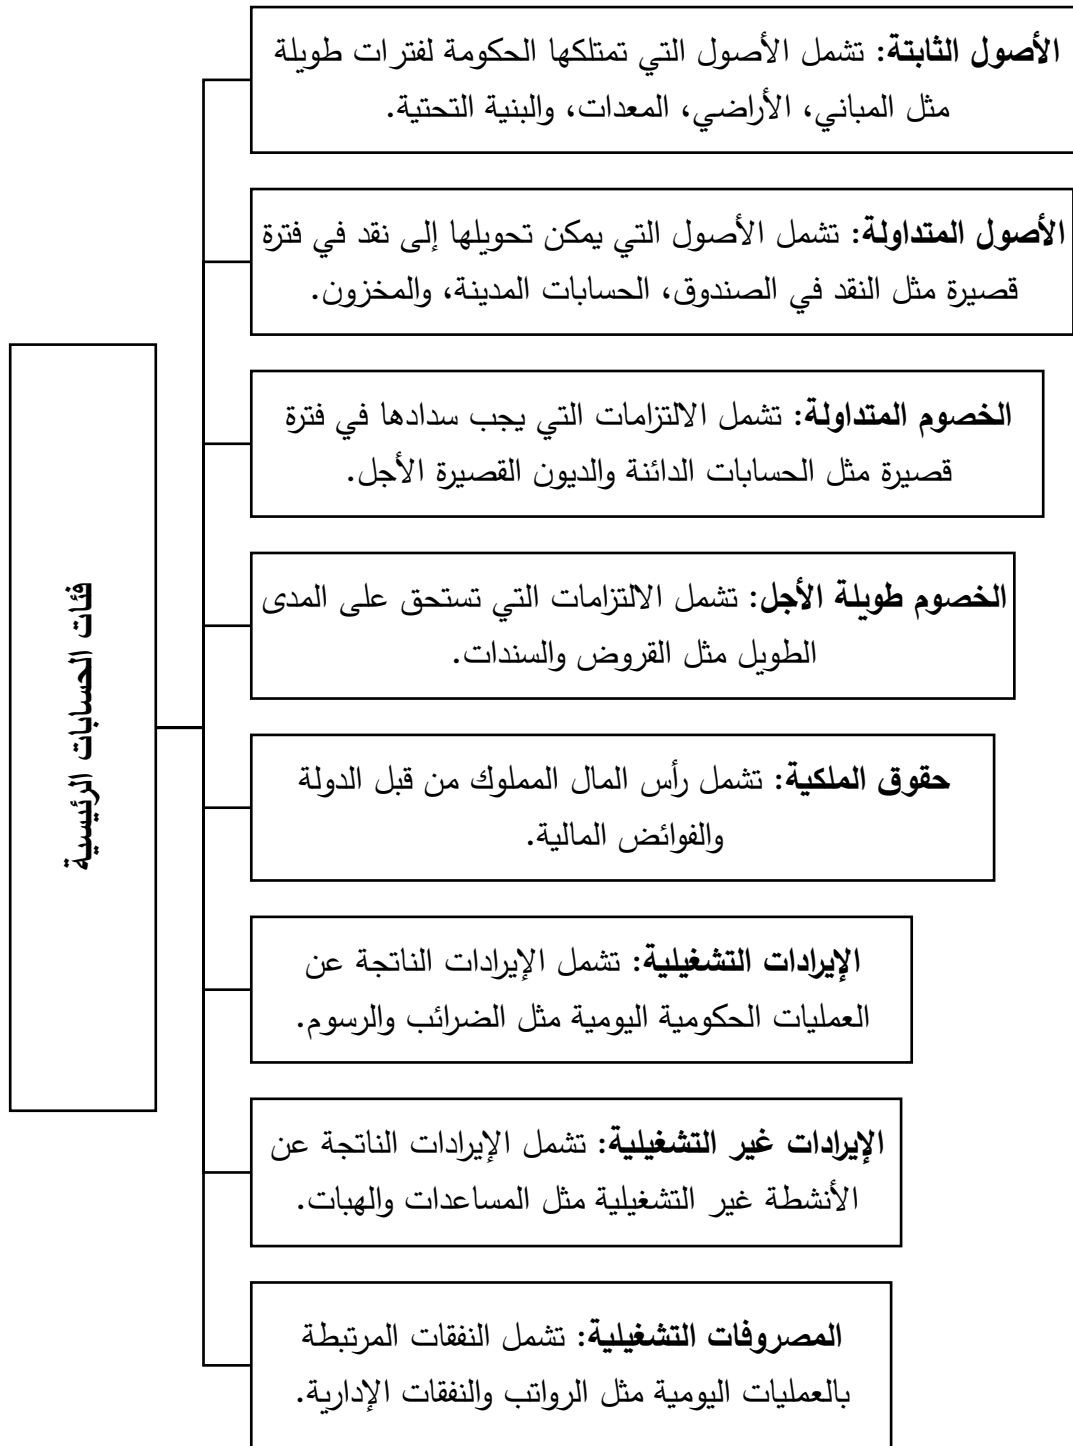 فئات الحسابات الرئيسية
الأصول الثابتة: تشمل الأصول التي تمتلكها الحكومة لفترات طويلة
مثل المباني، الأراضي، المعدات، والبنية التحتية.
الأصول المتداولة: تشمل الأصول التي يمكن تحويلها إلى نقد في فترة
قصيرة مثل النقد في الصندوق، الحسابات المدينة، والمخزون.
الخصوم المتداولة: تشمل الالتزامات التي يجب سدادها في فترة
قصيرة مثل الحسابات الدائنة والديون القصيرة الأجل.
الخصوم طويلة الأجل: تشمل الالتزامات التي تستحق على المدى
الطويل مثل القروض والسندات.
حقوق الملكية: تشمل رأس المال المملوك من قبل الدولة
والفوائض المالية.
الإيرادات التشغيلية: تشمل الإيرادات الناتجة عن
العمليات الحكومية اليومية مثل الضرائب والرسوم.
الإيرادات غير التشغيلية: تشمل الإيرادات الناتجة عن
الأنشطة غير التشغيلية مثل المساعدات والهبات.
المصروفات التشغيلية: تشمل النفقات المرتبطة
بالعمليات اليومية مثل الرواتب والنفقات الإدارية.